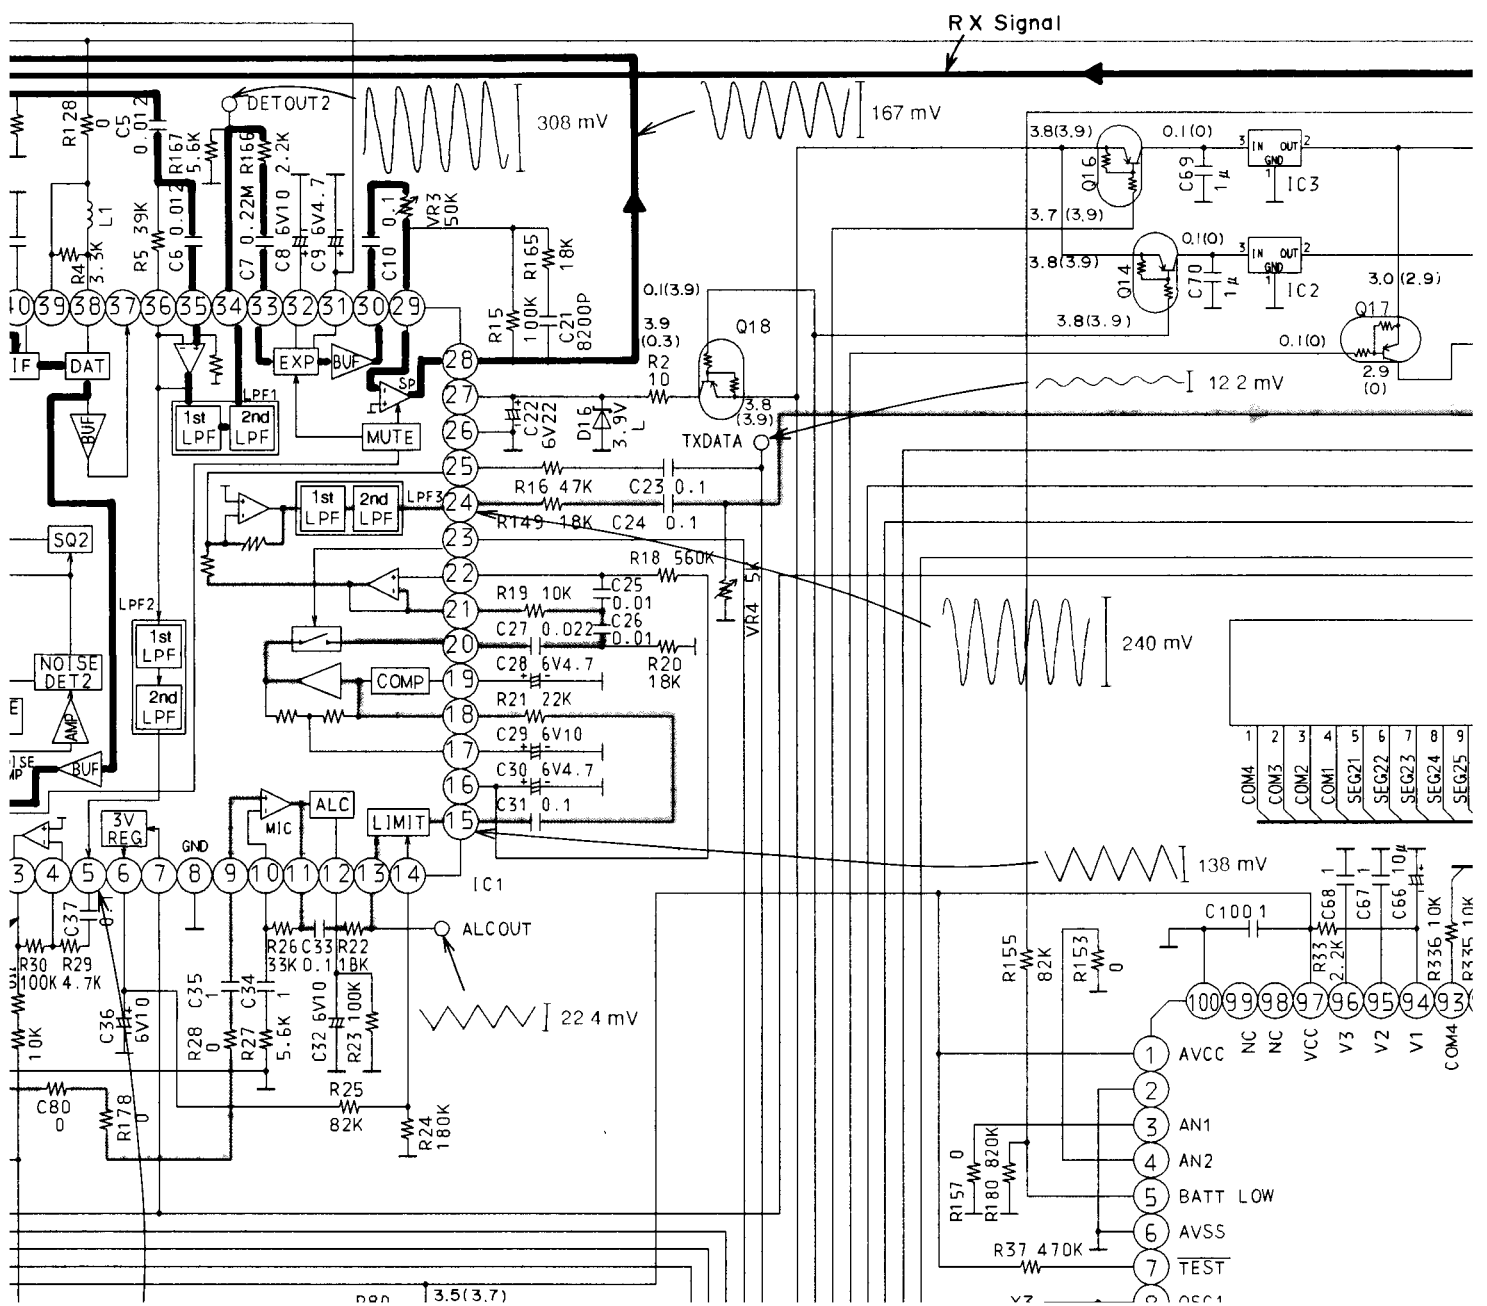 RX Signal
DETOUT2
308 mV
167 mV
R128
0
C5
0.012
R167
5.6K
R166
2.2K
3.8(3.9)
0.1(0)
Q16
C69
1μ
3
IN OUT
2
GND
1
IC3
3.7 (3.9)
L1
R4
3.3K
R5 39K
C6 0.012
C7 0.22M
C8 6V10
C9 6V4.7
C10 0.1
VR3
50K
R165
18K
3.8(3.9)
0.1(0)
Q14
C70
1μ
3
IN OUT
2
GND
1
IC2
3.0 (2.9)
Q17
3.8(3.9)
0.1(0)
2.9
(0)
40 39 38 37 36 35 34 33 32 31 30 29
R15
100K
C21
8200P
0.1(3.9)
3.9
(0.3)
R2
10
Q18
3.8
(3.9)
IF
DAT
EXP
BUF
SP
28
27
12.2 mV
LPF1
1st
LPF
2nd
LPF
BUF
MUTE
26
C22
6V22
D16
3.9V
L
TXDATA
25
R16 47K
C23 0.1
1st
LPF
2nd
LPF
LPF3
24
R149 18K
C24 0.1
SQ2
23
R18 560K
VR4 5K
22
C25
0.01
R19 10K
21
C26
0.01
LPF2
C27 0.022
20
R20
18K
240 mV
1st
LPF
2nd
LPF
NOISE
DET2
C28 6V4.7
COMP
19
R21 22K
18
AMP
C29 6V10
17
BUF
C30 6V4.7
16
C31 0.1
MIC
ALC
LIMIT
15
1 2 3 4 5 6 7 8 9
COM4
COM3
COM2
COM1
SEG21
SEG22
SEG23
SEG24
SEG25
3V
REG
GND
3 4 5 6 7 8 9 10 11 12 13 14
IC1
138 mV
C37
0.1
R30
100K
R29
4.7K
R26
33K
C33
0.1
R22
18K
ALCOUT
C35
1
C34
1
C36
6V10
10K
R28
0
R27
5.6K
C32 6V10
R23 100K
22.4 mV
C100 1
R33
2.2K
C68 1
C67 1
C66 10μ
R336 10K
R335 10K
R155
82K
R153
0
100 99 98 97 96 95 94 93
NC
NC
VCC
V3
V2
V1
COM4
C80
0
R178
0
R25
82K
R24
180K
1 AVCC
2
3 AN1
4 AN2
5 BATT LOW
6 AVSS
7 TEST
R157 0
R180 820K
R37 470K
X3
8 OSC1
R80
3.5(3.7)